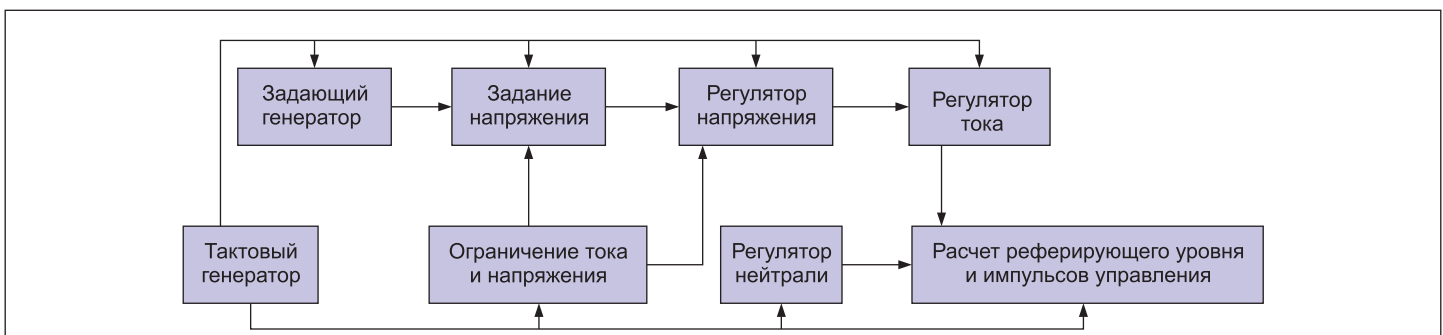 Задающий
генератор
Задание
напряжения
Регулятор
напряжения
Регулятор
тока
Тактовый
генератор
Ограничение тока
и напряжения
Регулятор
нейтрали
Расчет реферирующего уровня
и импульсов управления